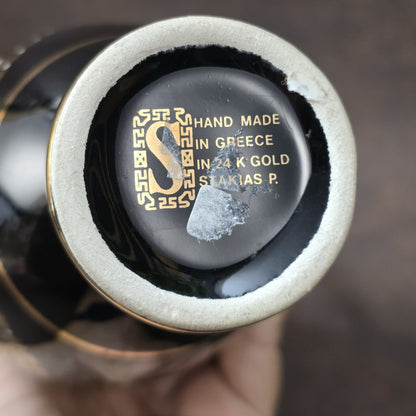 S
HAND MADE
IN GREECE
IN 24 K GOLD
STAKIAS P.